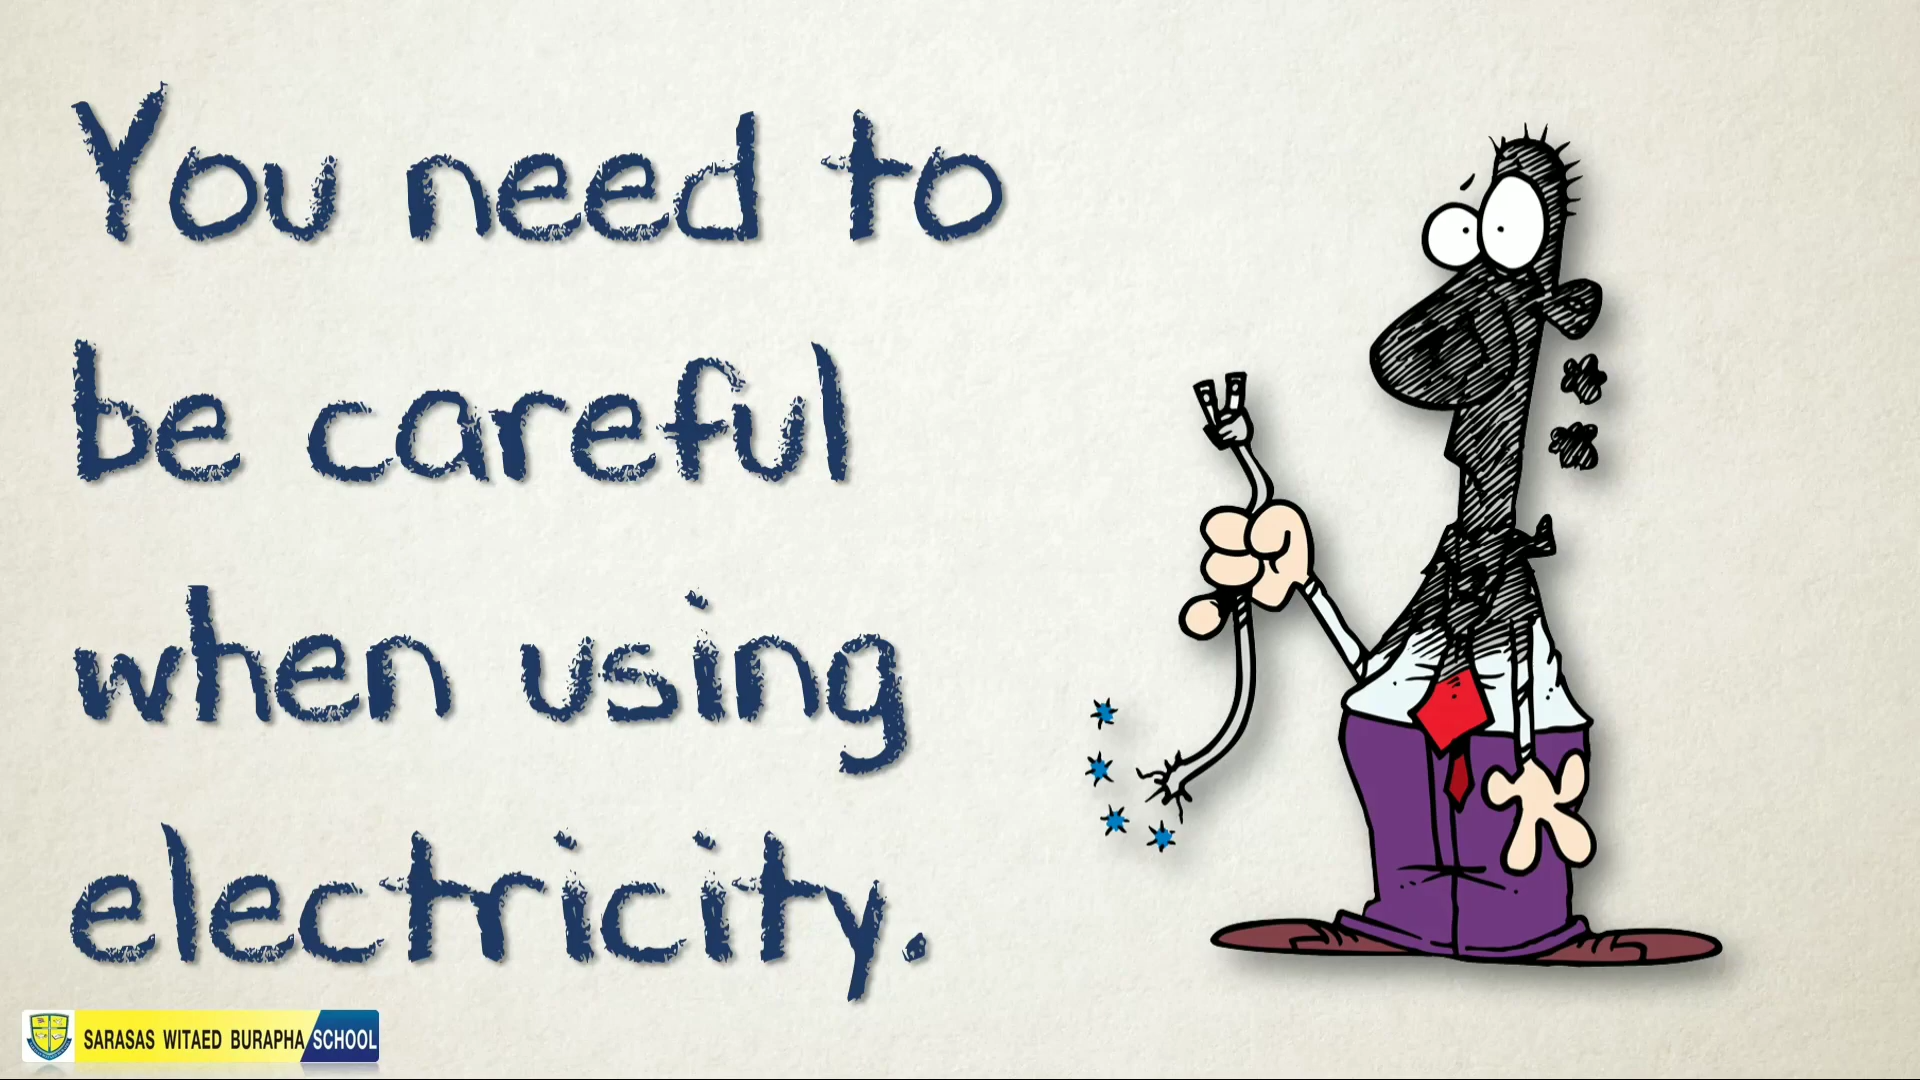 You need to
be careful
when using
electricity.
SARASAS WITAED BURAPHA SCHOOL